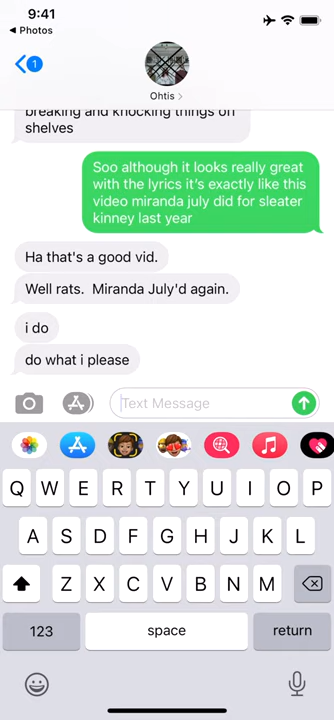 9:41
Photos
1
Ohtis
breaking and knocking things off
shelves
Soo although it looks really great
with the lyrics it's exactly like this
video miranda july did for sleater
kinney last year
Ha that's a good vid.
Well rats.  Miranda July'd again.
i do
do what i please
Text Message
Q W E R T Y U I O P
A S D F G H J K L
Z X C V B N M
123 space return